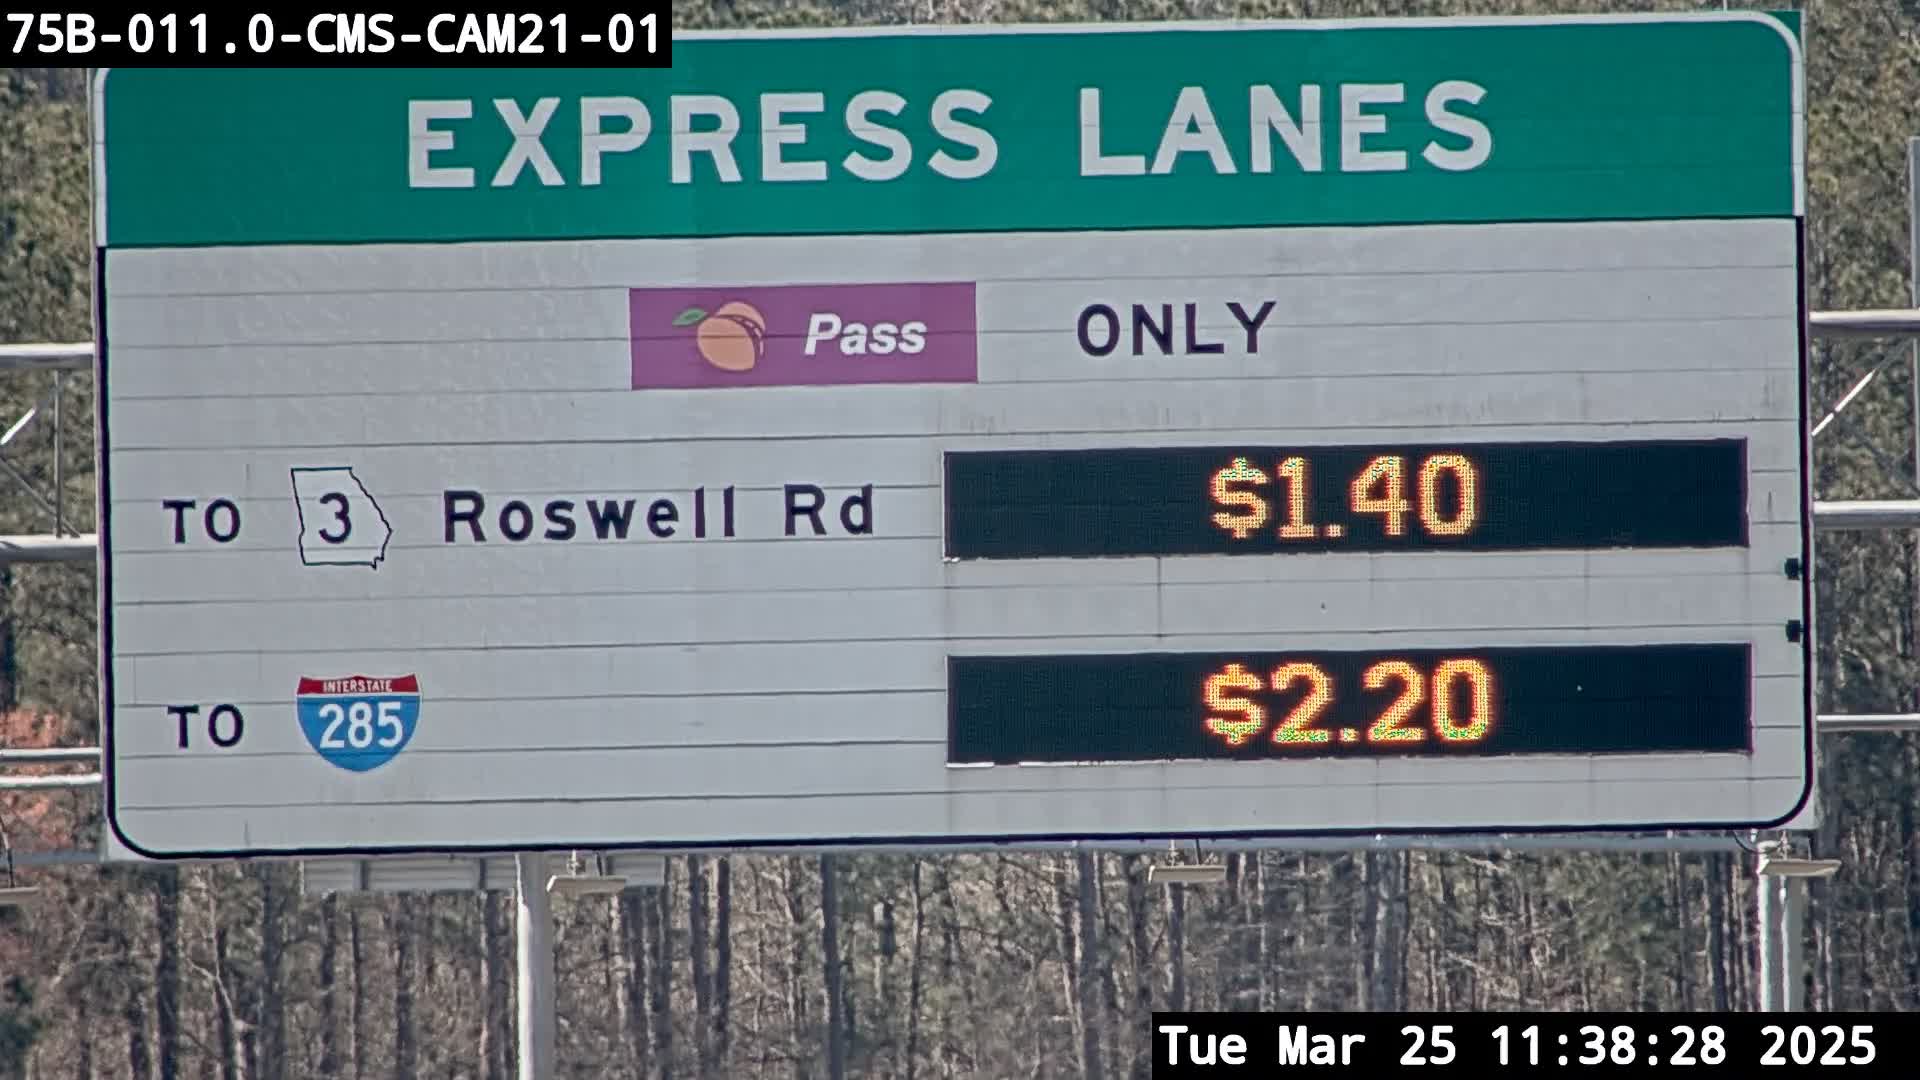 75B-011.0-CMS-CAM21-01
EXPRESS LANES
Pass ONLY
TO 3 Roswell Rd $1.40
INTERSTATE
TO 285 $2.20
Tue Mar 25 11:38:28 2025